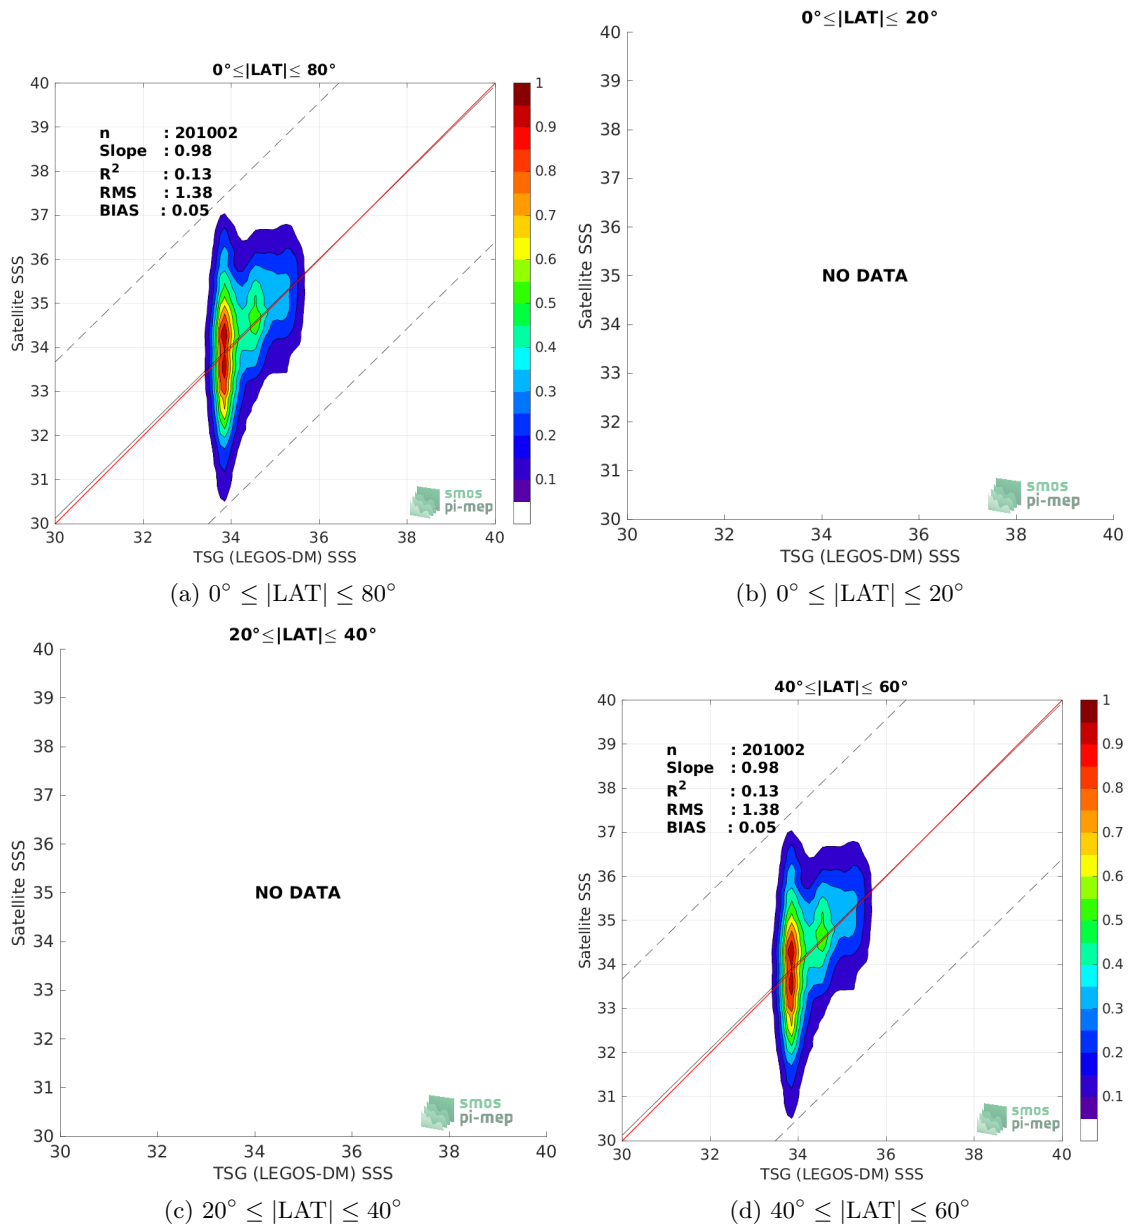 0°≤|LAT|≤ 80°
40
39
38
37
36
35
34
33
32
31
30
Satellite SSS
n : 201002
Slope : 0.98
R² : 0.13
RMS : 1.38
BIAS : 0.05
smos
pi-mep
30 32 34 36 38 40
TSG (LEGOS-DM) SSS
1
0.9
0.8
0.7
0.6
0.5
0.4
0.3
0.2
0.1
(a) 0° ≤ |LAT| ≤ 80°
0°≤|LAT|≤ 20°
40
39
38
37
36
35
34
33
32
31
30
Satellite SSS
NO DATA
smos
pi-mep
30 32 34 36 38 40
TSG (LEGOS-DM) SSS
(b) 0° ≤ |LAT| ≤ 20°
20°≤|LAT|≤ 40°
40
39
38
37
36
35
34
33
32
31
30
Satellite SSS
NO DATA
smos
pi-mep
30 32 34 36 38 40
TSG (LEGOS-DM) SSS
(c) 20° ≤ |LAT| ≤ 40°
40°≤|LAT|≤ 60°
40
39
38
37
36
35
34
33
32
31
30
Satellite SSS
n : 201002
Slope : 0.98
R² : 0.13
RMS : 1.38
BIAS : 0.05
smos
pi-mep
30 32 34 36 38 40
TSG (LEGOS-DM) SSS
1
0.9
0.8
0.7
0.6
0.5
0.4
0.3
0.2
0.1
(d) 40° ≤ |LAT| ≤ 60°